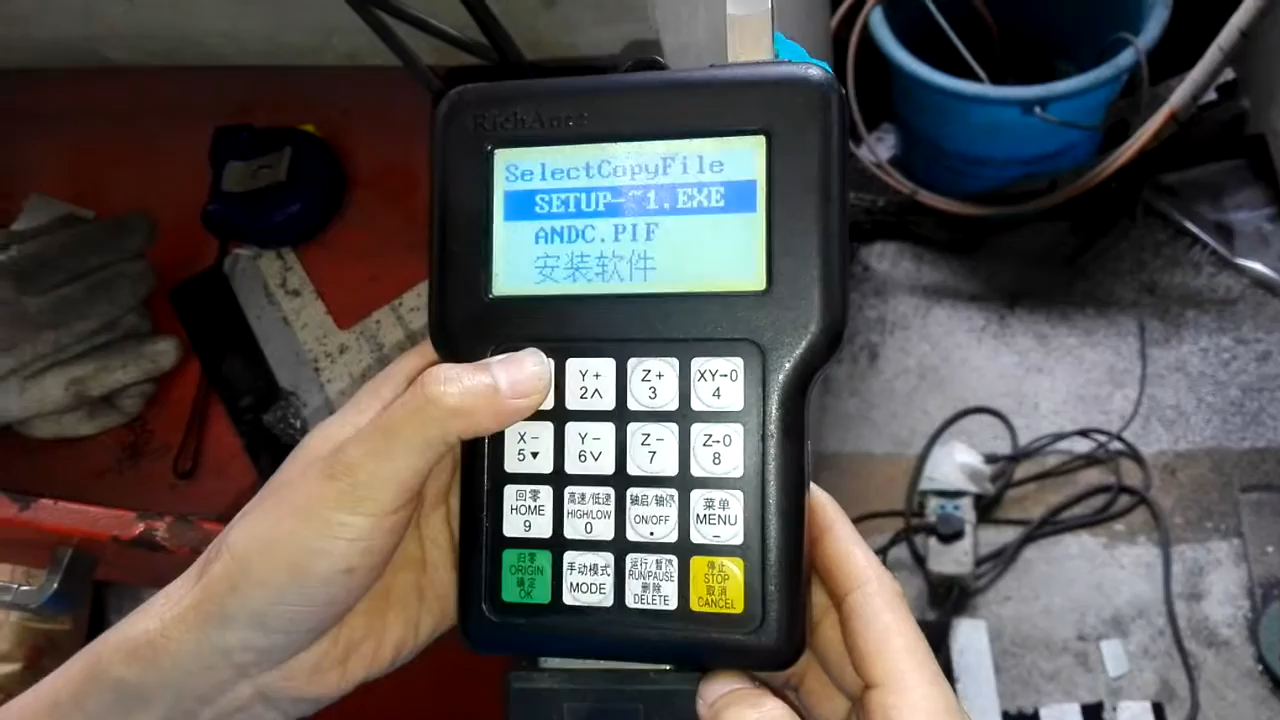 RichAuto
SelectCopyFile
SETUP-~1.EXE
ANDC.PIF
安装软件
Y+
2∧
Z+
3
XY→0
4
X-
5▼
Y-
6∨
Z-
7
Z→0
8
回零
HOME
9
高速/低速
HIGH/LOW
0
轴启/轴停
ON/OFF
.
菜单
MENU
-
归零
ORIGIN
确定
OK
手动模式
MODE
运行/暂停
RUN/PAUSE
删除
DELETE
停止
STOP
取消
CANCEL